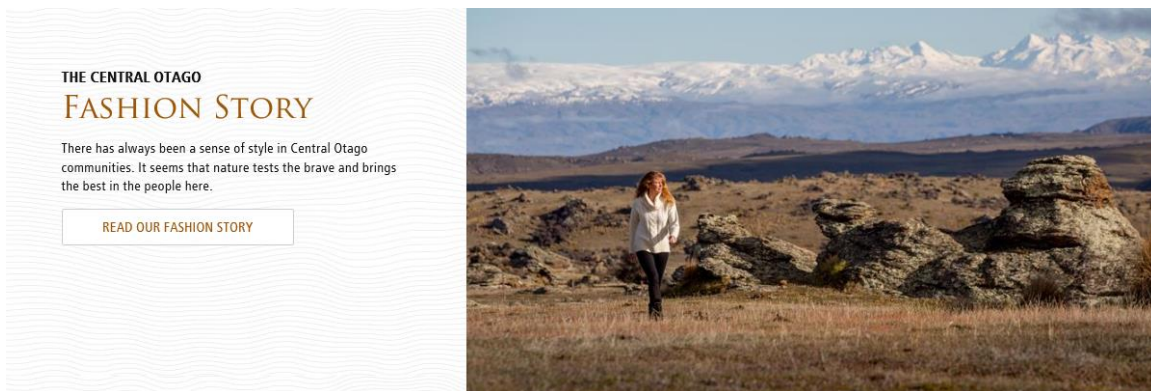 THE CENTRAL OTAGO
FASHION STORY
There has always been a sense of style in Central Otago
communities. It seems that nature tests the brave and brings
the best in the people here.
READ OUR FASHION STORY